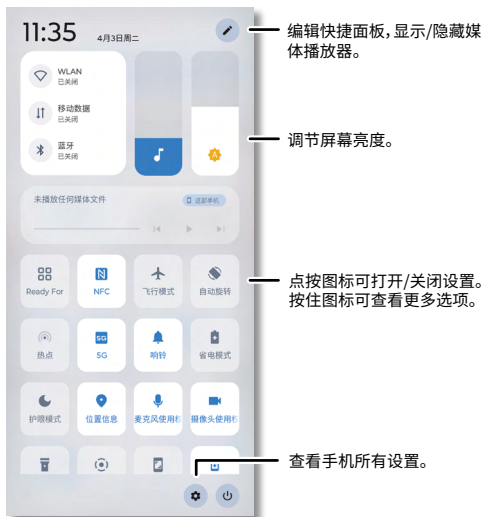 11:35 4月3日周二
编辑快捷面板，显示/隐藏媒
体播放器。
WLAN
已关闭
移动数据
已关闭
蓝牙
已关闭
调节屏幕亮度。
未播放任何媒体文件 这部手机
Ready For NFC 飞行模式 自动旋转
点按图标可打开/关闭设置。
按住图标可查看更多选项。
5G
热点 5G 响铃 省电模式
护眼模式 位置信息 麦克风使用权 摄像头使用权
查看手机所有设置。